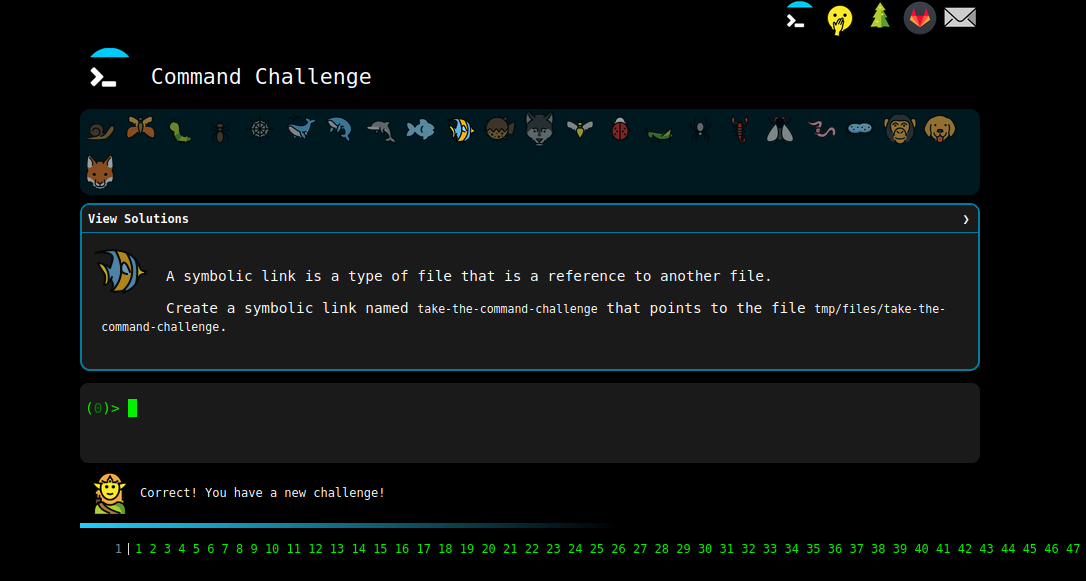 Command Challenge
View Solutions ❯
A symbolic link is a type of file that is a reference to another file.
Create a symbolic link named take-the-command-challenge that points to the file tmp/files/take-the-
command-challenge.
(0)>
Correct! You have a new challenge!
1 1 2 3 4 5 6 7 8 9 10 11 12 13 14 15 16 17 18 19 20 21 22 23 24 25 26 27 28 29 30 31 32 33 34 35 36 37 38 39 40 41 42 43 44 45 46 47